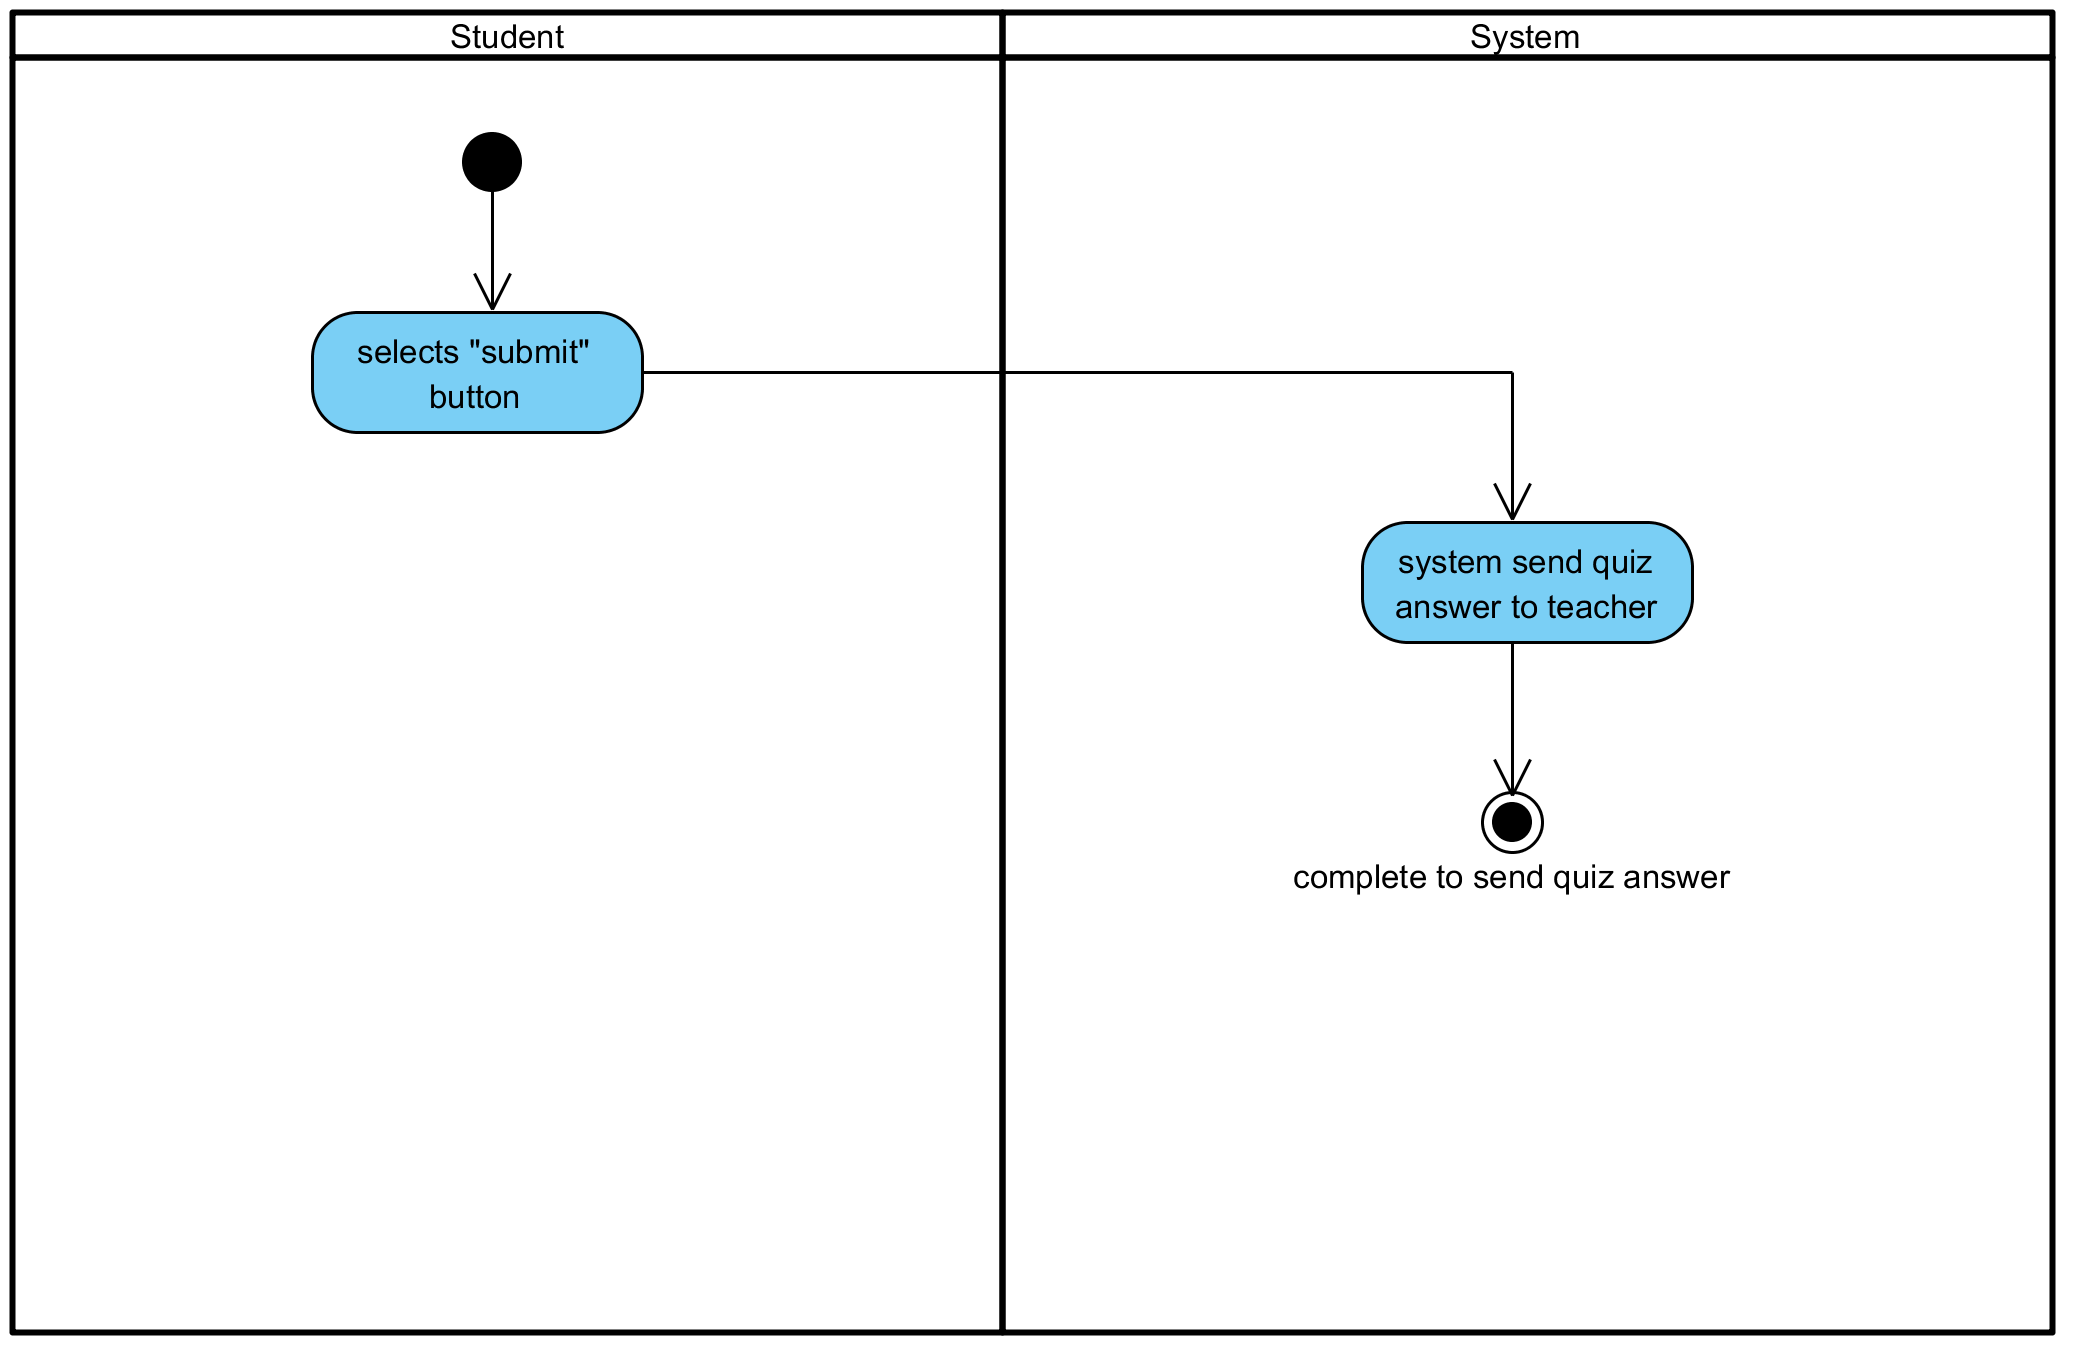 Student
System
selects "submit"
button
system send quiz
answer to teacher
complete to send quiz answer